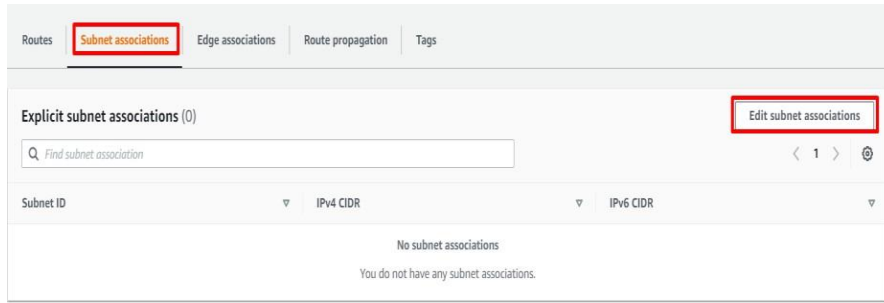 Routes Subnet associations Edge associations Route propagation Tags
Explicit subnet associations (0) Edit subnet associations
Find subnet association 1
Subnet ID IPv4 CIDR IPv6 CIDR
No subnet associations
You do not have any subnet associations.